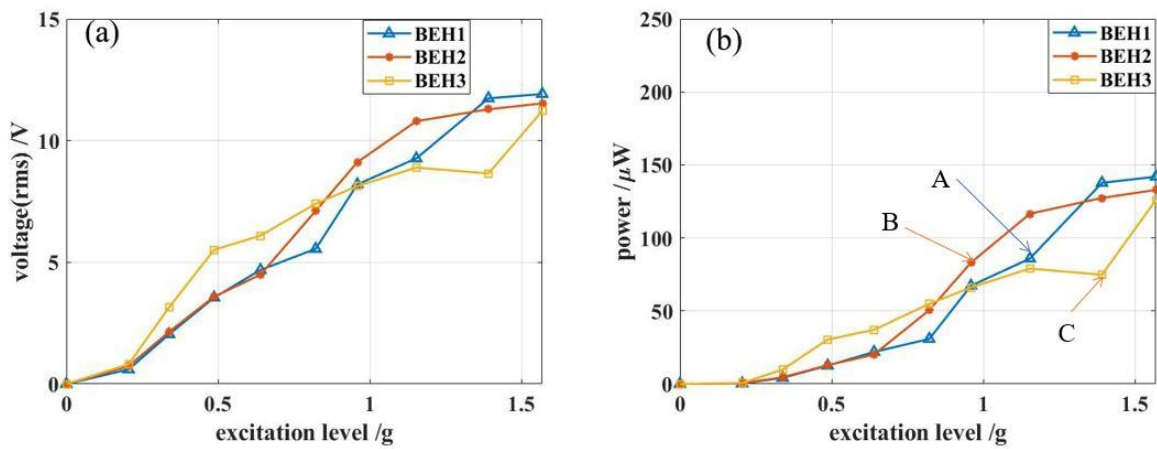 (a)
BEH1
BEH2
BEH3
15
10
5
0
voltage(rms) /V
0 0.5 1 1.5
excitation level /g
(b)
BEH1
BEH2
BEH3
250
200
150
100
50
0
power / μW
A
B
C
0 0.5 1 1.5
excitation level /g